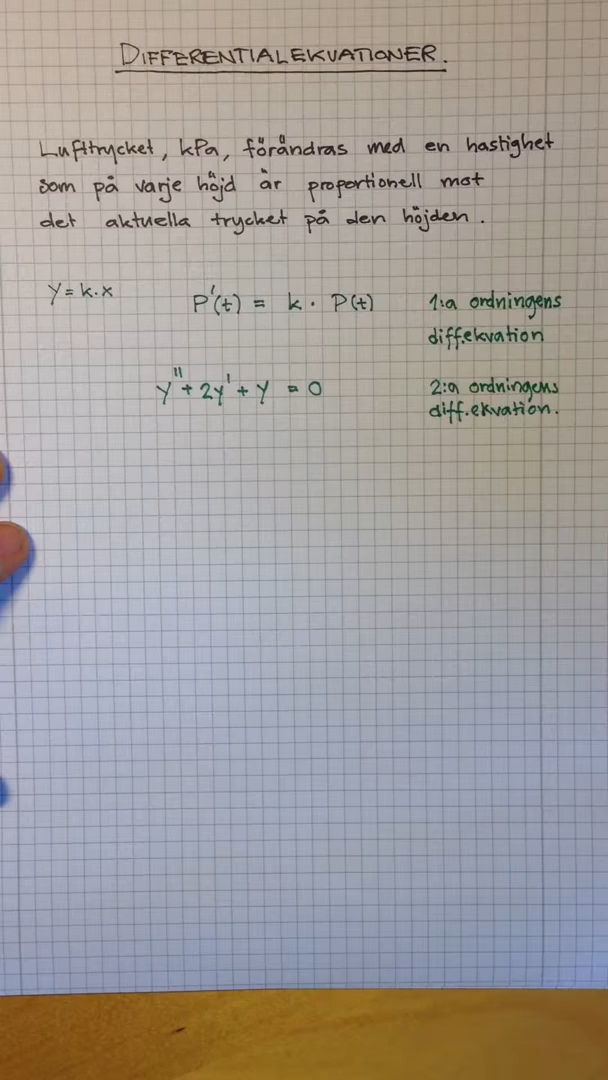 DIFFERENTIALEKVATIONER.
Lufttrycket, kPa, förändras med en hastighet
som på varje höjd är proportionell mot
det aktuella trycket på den höjden.
y = k·x
P'(t) = k · P(t)
1:a ordningens
diff.ekvation
y'' + 2y' + y = 0
2:a ordningens
diff.ekvation.